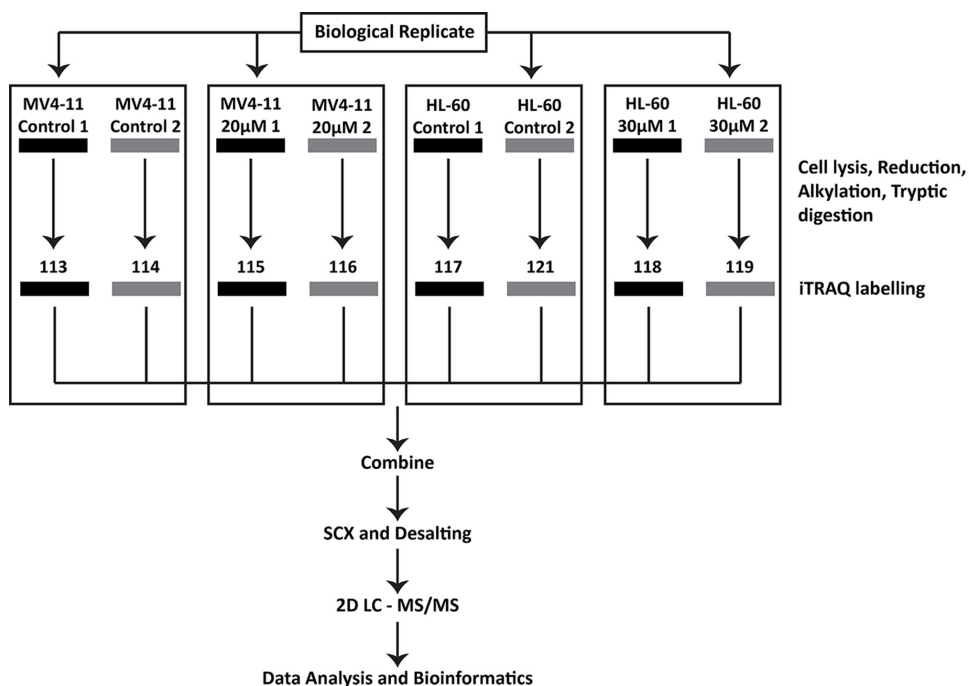 Biological Replicate
MV4-11 MV4-11 MV4-11 MV4-11 HL-60 HL-60 HL-60 HL-60
Control 1 Control 2 20µM 1 20µM 2 Control 1 Control 2 30µM 1 30µM 2
Cell lysis, Reduction,
Alkylation, Tryptic
digestion
113 114 115 116 117 121 118 119
iTRAQ labelling
Combine
SCX and Desalting
2D LC - MS/MS
Data Analysis and Bioinformatics